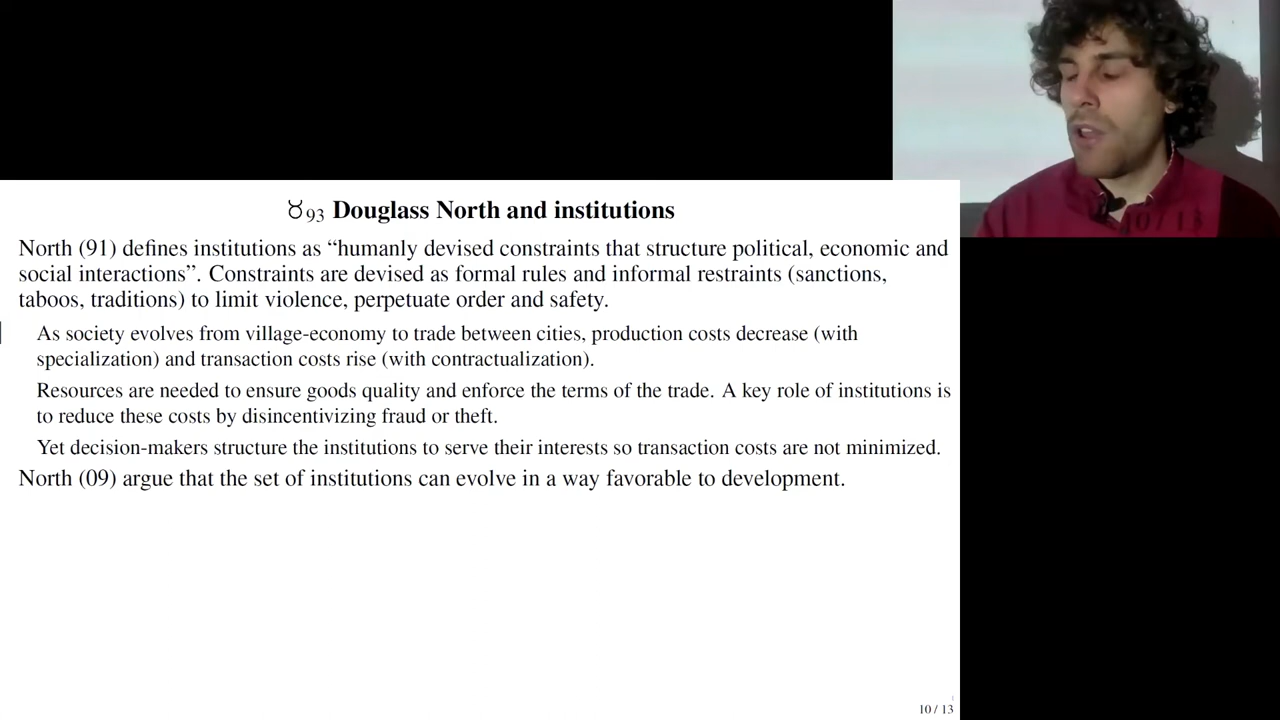 ♉93 Douglass North and institutions
North (91) defines institutions as “humanly devised constraints that structure political, economic and
social interactions”. Constraints are devised as formal rules and informal restraints (sanctions,
taboos, traditions) to limit violence, perpetuate order and safety.
As society evolves from village-economy to trade between cities, production costs decrease (with
specialization) and transaction costs rise (with contractualization).
Resources are needed to ensure goods quality and enforce the terms of the trade. A key role of institutions is
to reduce these costs by disincentivizing fraud or theft.
Yet decision-makers structure the institutions to serve their interests so transaction costs are not minimized.
North (09) argue that the set of institutions can evolve in a way favorable to development.
10 / 13
10/13